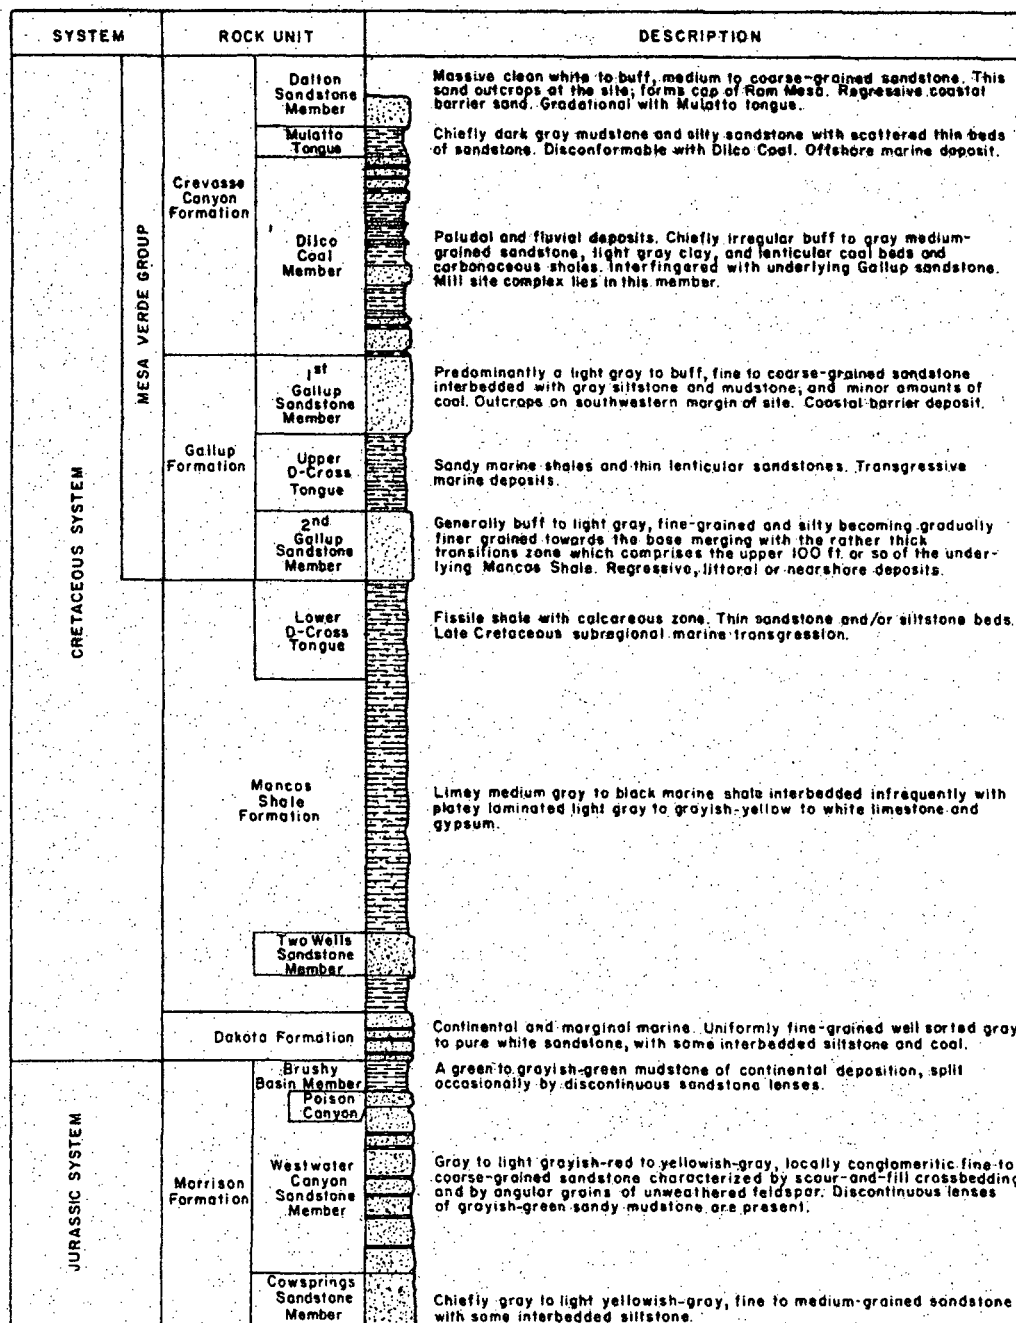 SYSTEM
ROCK UNIT
DESCRIPTION
CRETACEOUS SYSTEM
MESA VERDE GROUP
Crevasse
Canyon
Formation
Dalton
Sandstone
Member
Massive clean white to buff, medium to coarse-grained sandstone. This
sand outcrops at the site; forms cap of Ram Mesa. Regressive coastal
barrier sand. Gradational with Mulatto tongue.
Mulatto
Tongue
Chiefly dark gray mudstone and silty sandstone with scattered thin beds
of sandstone. Disconformable with Dilco Coal. Offshore marine deposit.
Dilco
Coal
Member
Paludal and fluvial deposits. Chiefly irregular buff to gray medium-
grained sandstone, light gray clay, and lenticular coal beds and
carbonaceous shales. Interfingered with underlying Gallup sandstone.
Mill site complex lies in this member.
Gallup
Formation
1st
Gallup
Sandstone
Member
Predominantly a light gray to buff, fine to coarse-grained sandstone
interbedded with gray siltstone and mudstone; and minor amounts of
coal. Outcrops on southwestern margin of site. Coastal barrier deposit.
Upper
D-Cross
Tongue
Sandy marine shales and thin lenticular sandstones. Transgressive
marine deposits.
2nd
Gallup
Sandstone
Member
Generally buff to light gray, fine-grained and silty becoming gradually
finer grained towards the base merging with the rather thick
transitions zone which comprises the upper 100 ft. or so of the under-
lying Mancos Shale. Regressive, littoral or nearshore deposits.
Lower
D-Cross
Tongue
Fissile shale with calcareous zone. Thin sandstone and/or siltstone beds.
Late Cretaceous subregional marine transgression.
Mancos
Shale
Formation
Limey medium gray to black marine shale interbedded infrequently with
platey laminated light gray to grayish-yellow to white limestone and
gypsum.
Two Wells
Sandstone
Member
Dakota Formation
Continental and marginal marine. Uniformly fine-grained well sorted gray
to pure white sandstone, with some interbedded siltstone and coal.
JURASSIC SYSTEM
Morrison
Formation
Brushy
Basin Member
A green to grayish-green mudstone of continental deposition, split
occasionally by discontinuous sandstone lenses.
Poison
Canyon
Westwater
Canyon
Sandstone
Member
Gray to light grayish-red to yellowish-gray, locally conglomeritic fine to
coarse-grained sandstone characterized by scour-and-fill crossbedding
and by angular grains of unweathered feldspar. Discontinuous lenses
of grayish-green sandy mudstone are present.
Cowsprings
Sandstone
Member
Chiefly gray to light yellowish-gray, fine to medium-grained sandstone
with some interbedded siltstone.